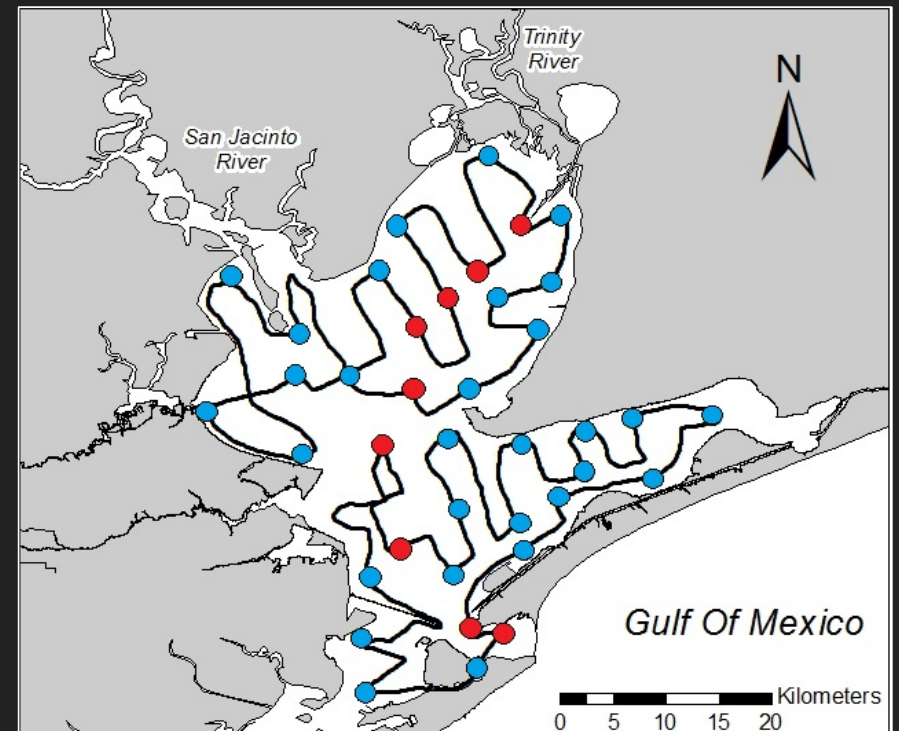 Trinity
River
N
San Jacinto
River
Gulf Of Mexico
Kilometers
0 5 10 15 20